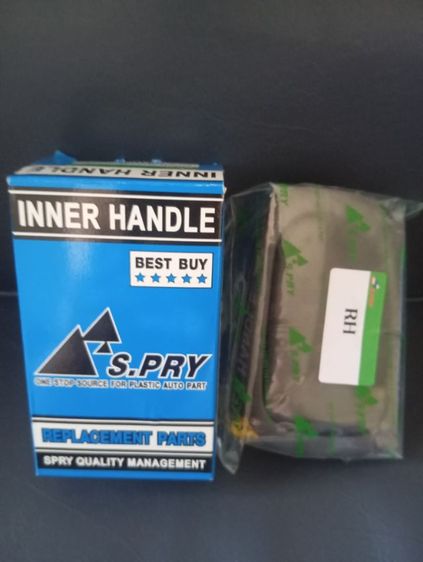 INNER HANDLE
INNER HANDLE
BEST BUY
S.PRY
ONE STOP SOURCE FOR PLASTIC AUTO PART
REPLACEMENT PARTS
SPRY QUALITY MANAGEMENT
S.PRY
RH